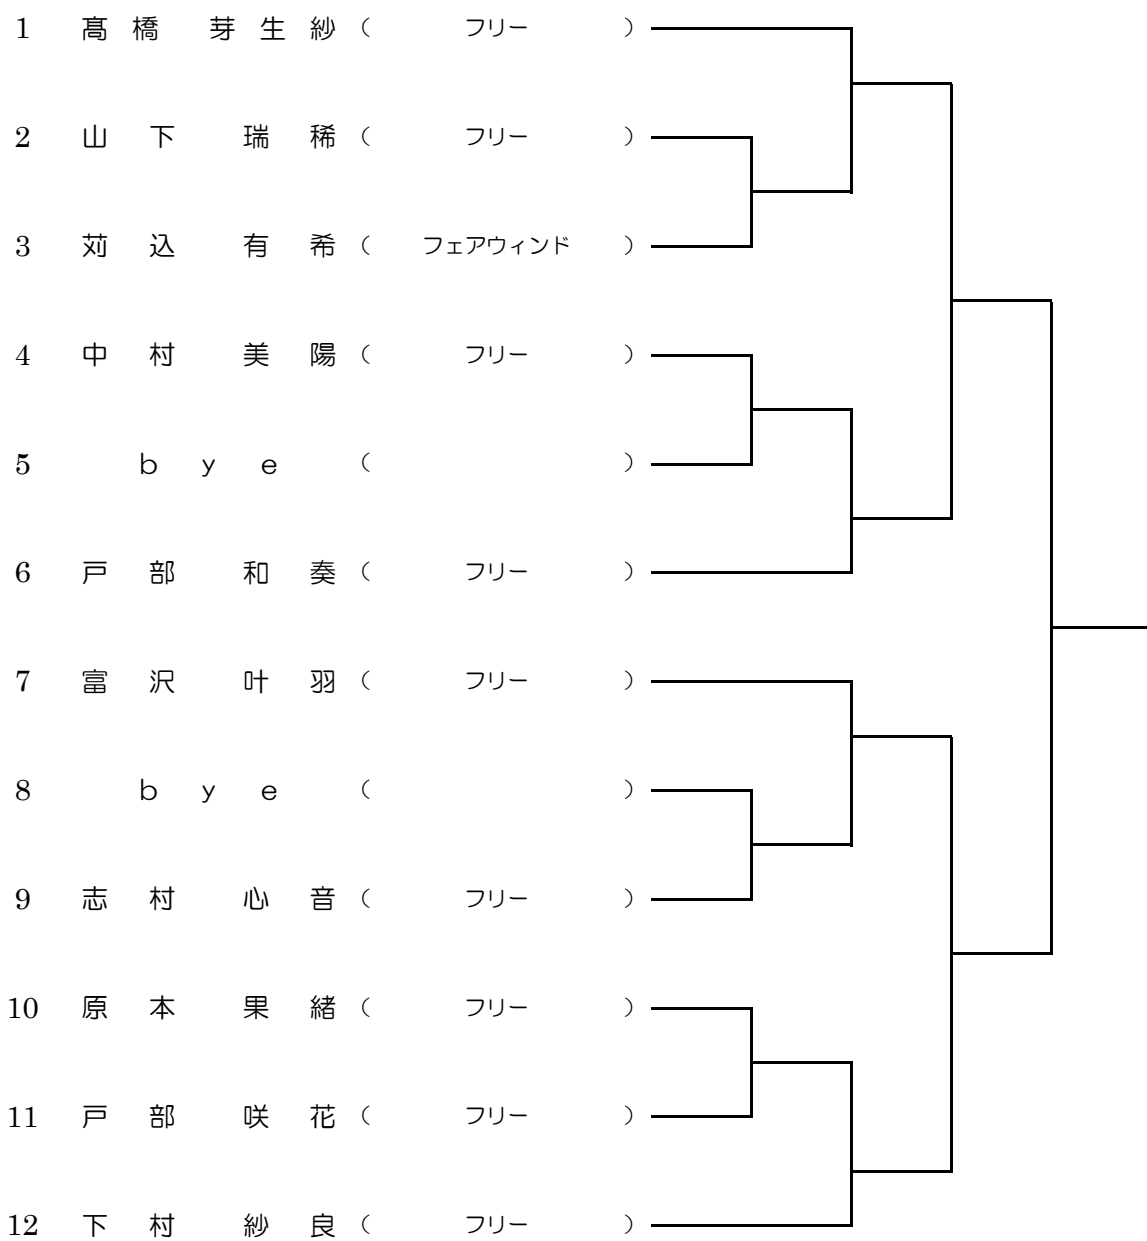 1 髙橋 芽生紗 ( フリー )
2 山下 瑞稀 ( フリー )
3 苅込 有希 ( フェアウィンド )
4 中村 美陽 ( フリー )
5 bye ( )
6 戸部 和奏 ( フリー )
7 富沢 叶羽 ( フリー )
8 bye ( )
9 志村 心音 ( フリー )
10 原本 果緒 ( フリー )
11 戸部 咲花 ( フリー )
12 下村 紗良 ( フリー )